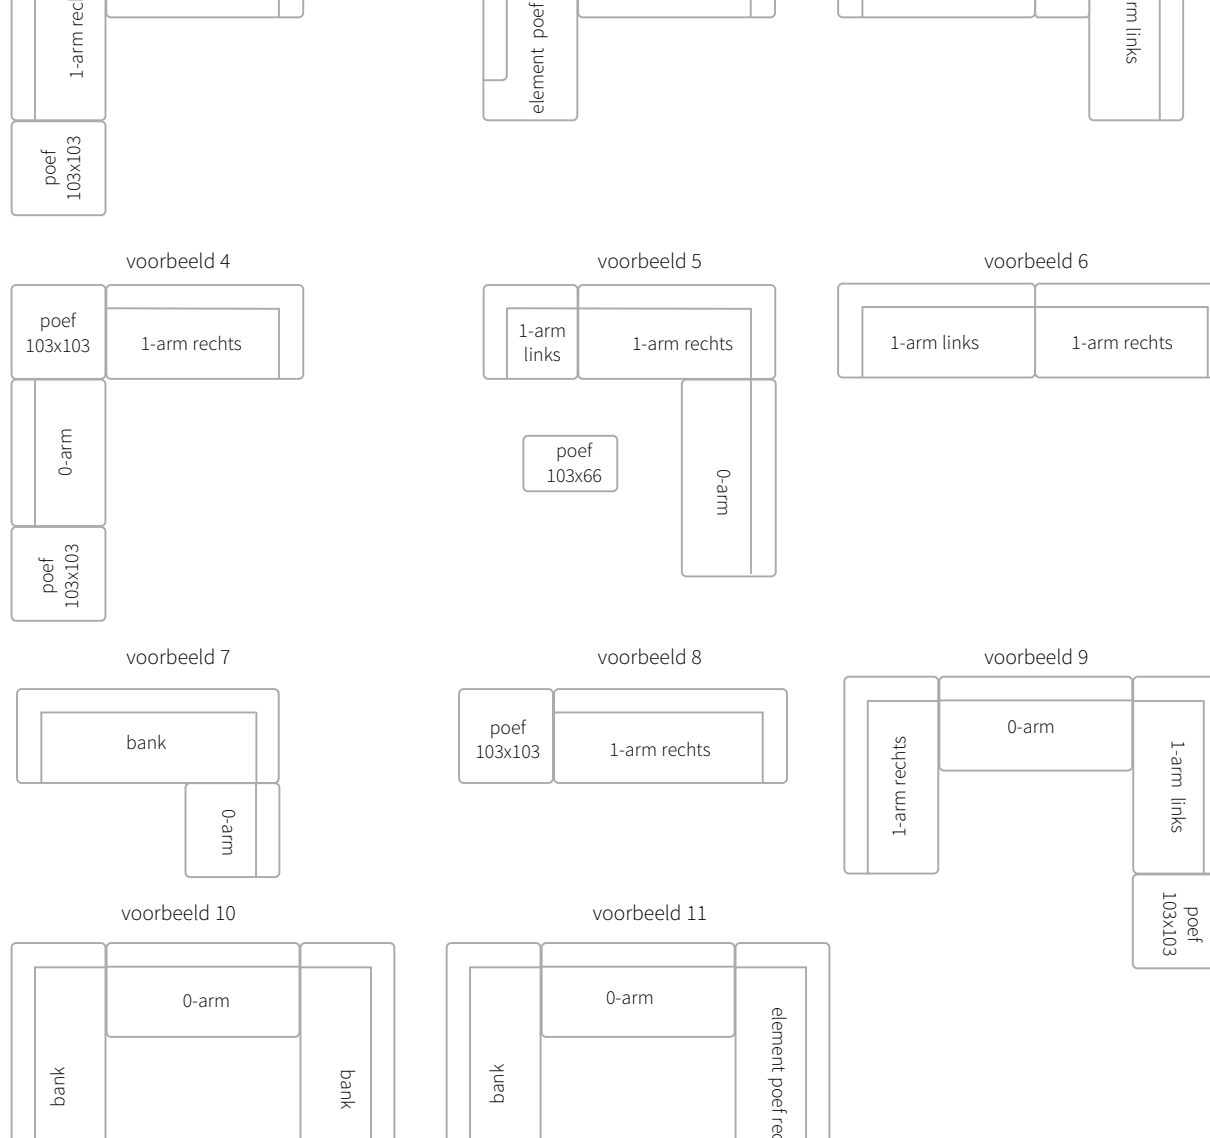 1-arm
element poef
links
poef
103x103
voorbeeld 4
voorbeeld 5
voorbeeld 6
poef
103x103
1-arm rechts
0-arm
poef
103x103
1-arm
links
1-arm rechts
poef
103x66
0-arm
1-arm links
1-arm rechts
voorbeeld 7
voorbeeld 8
voorbeeld 9
bank
0-arm
poef
103x103
1-arm rechts
1-arm rechts
0-arm
1-arm links
poef
103x103
voorbeeld 10
voorbeeld 11
0-arm
bank
bank
0-arm
bank
element poef